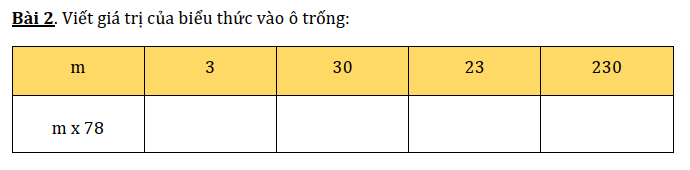 Bài 2. Viết giá trị của biểu thức vào ô trống:
m 3 30 23 230
m x 78